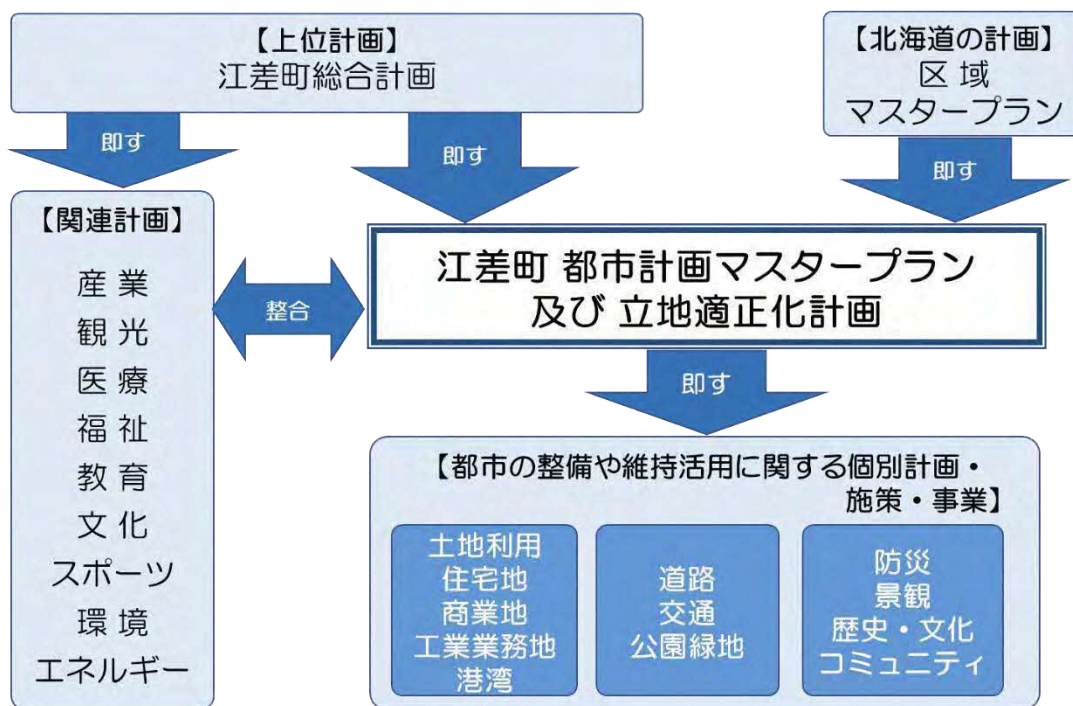 【上位計画】
江差町総合計画
【北海道の計画】
区 域
マスタープラン
即す
即す
即す
【関連計画】
産 業
観 光
医 療
福 祉
教 育
文 化
スポーツ
環 境
エネルギー
整合
江差町 都市計画マスタープラン
及び 立地適正化計画
即す
【都市の整備や維持活用に関する個別計画・
施策・事業】
土地利用
住宅地
商業地
工業業務地
港湾
道路
交通
公園緑地
防災
景観
歴史・文化
コミュニティ